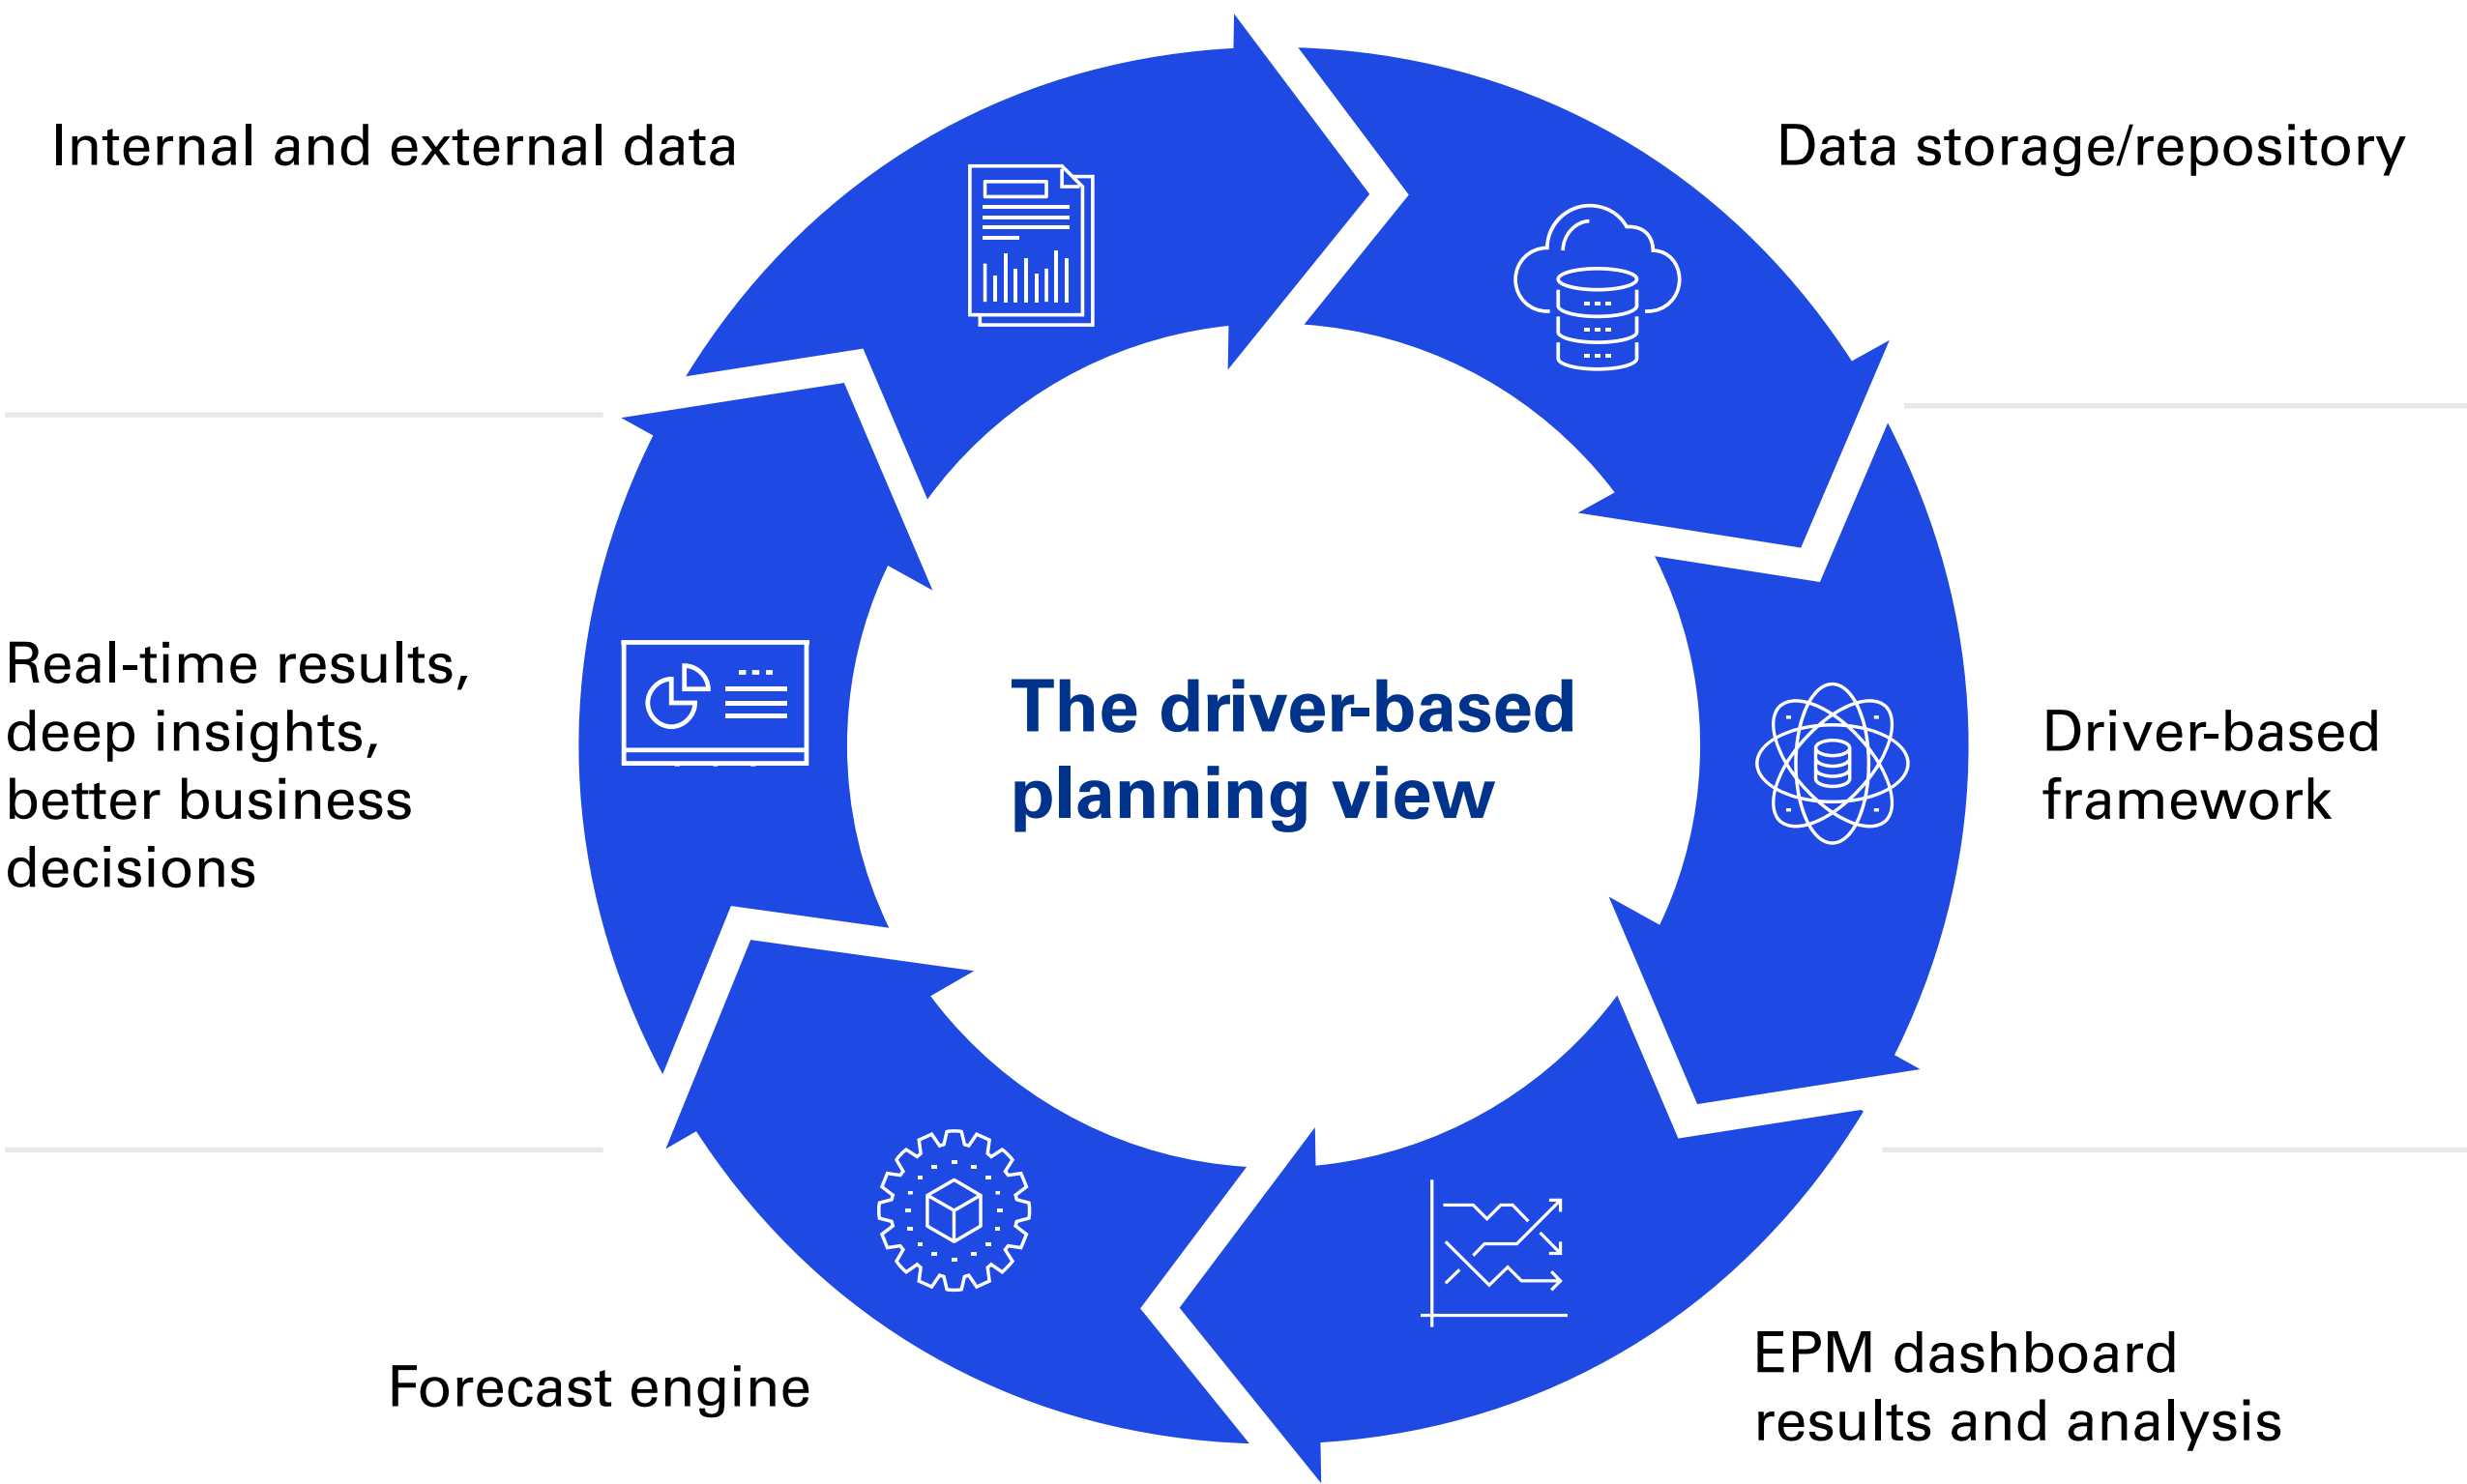 Internal and external data
Data storage/repository
Real-time results,
deep insights,
better business
decisions
The drive-based
planning view
Driver-based
framework
Forecast engine
EPM dashboard
results and analysis